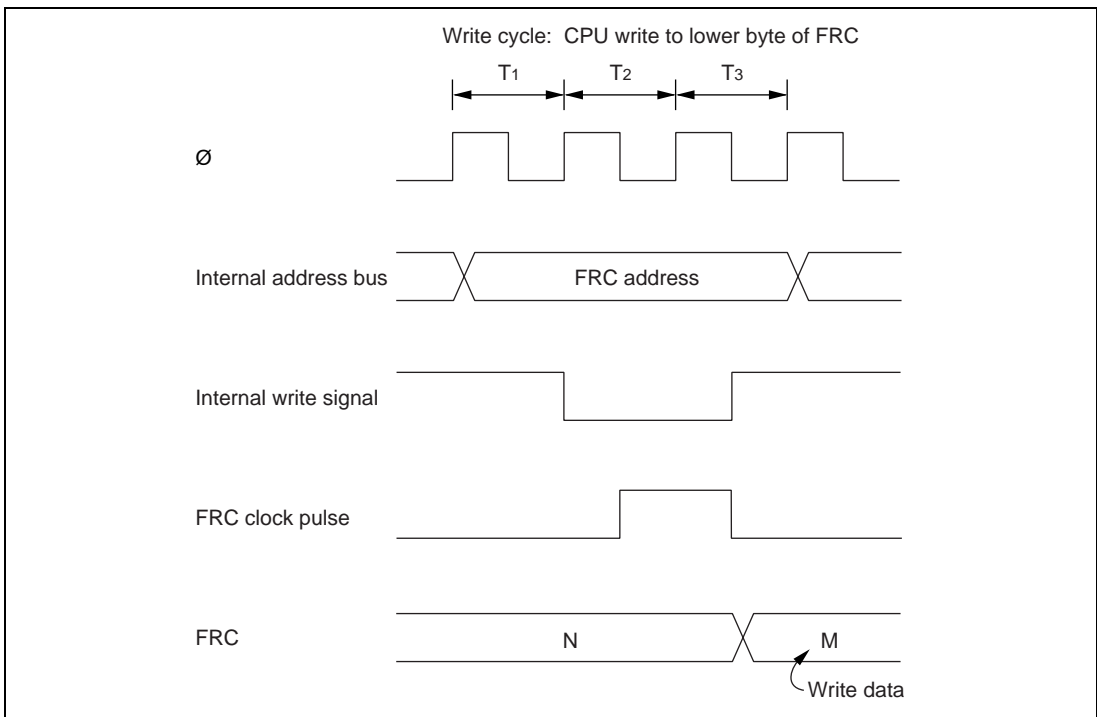 Write cycle: CPU write to lower byte of FRC
T1 T2 T3
Ø
Internal address bus FRC address
Internal write signal
FRC clock pulse
FRC N M
Write data